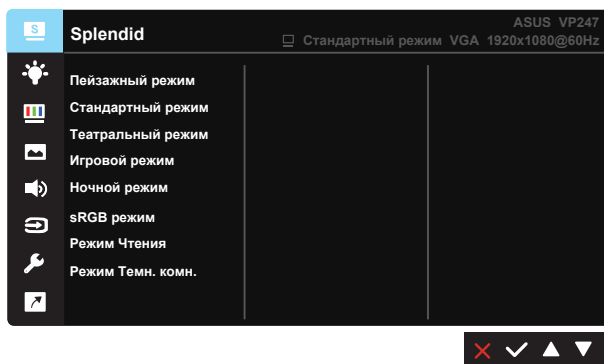 S
Splendid
ASUS VP247
Стандартный режим VGA 1920x1080@60Hz
Пейзажный режим
Стандартный режим
Театральный режим
Игровой режим
Ночной режим
sRGB режим
Режим Чтения
Режим Темн. комн.